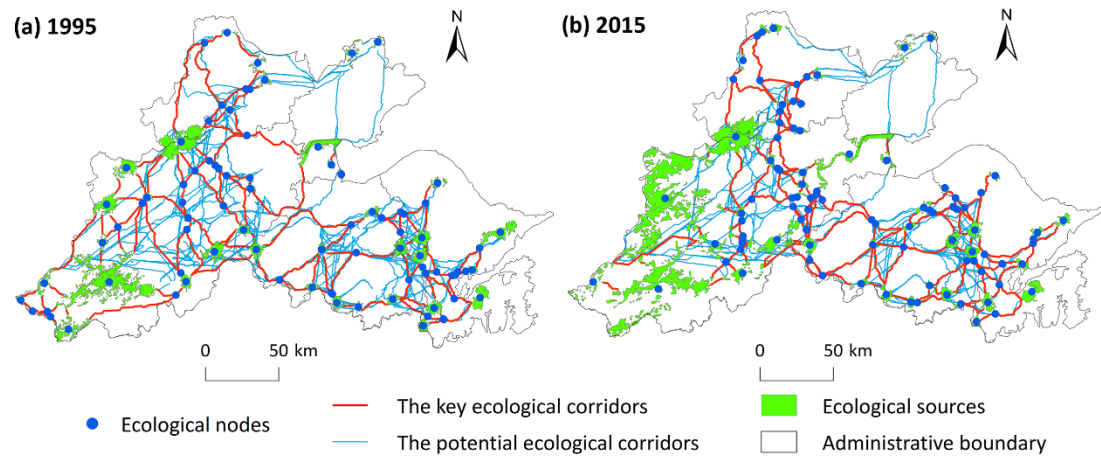 (a) 1995
N
(b) 2015
N
0 50 km
0 50 km
Ecological nodes
The key ecological corridors
The potential ecological corridors
Ecological sources
Administrative boundary